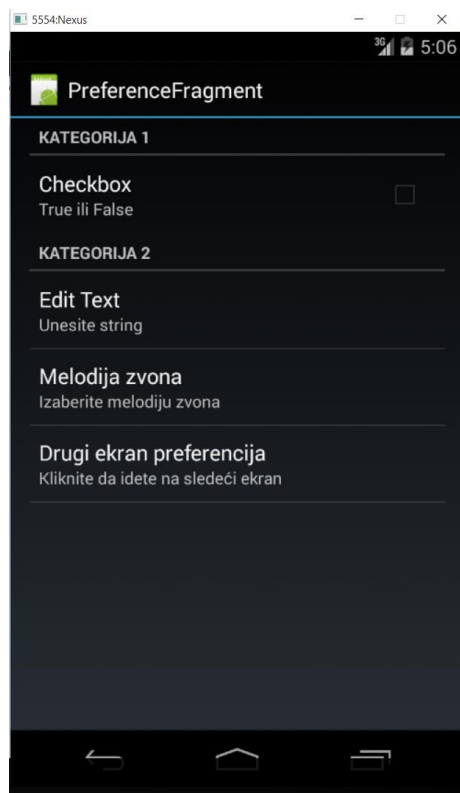 5554:Nexus
3G 5:06
PreferenceFragment
KATEGORIJA 1
Checkbox
True ili False
KATEGORIJA 2
Edit Text
Unesite string
Melodija zvona
Izaberite melodiju zvona
Drugi ekran preferencija
Kliknite da idete na sledeći ekran